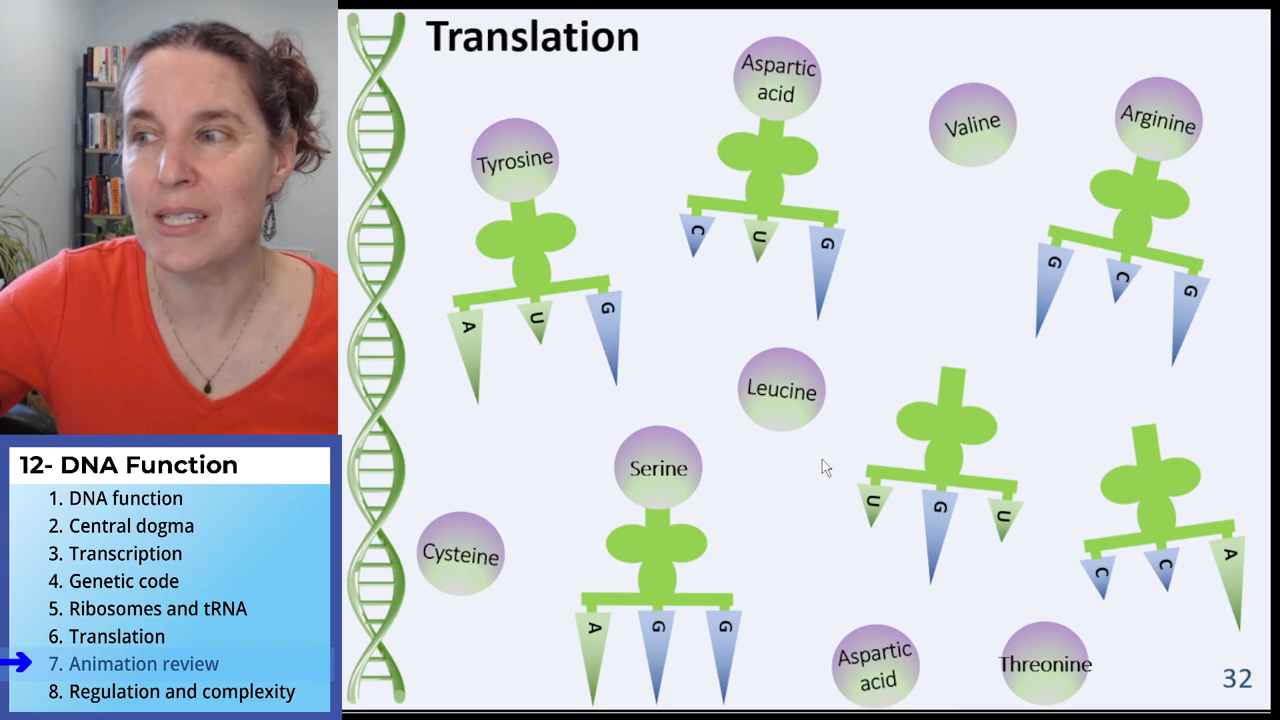 Translation
Aspartic
acid
Valine
Arginine
Tyrosine
C U G
G C G
A U G
Leucine
Serine
U G U
Cysteine
C C A
A G G
Aspartic
acid
Threonine
32
12- DNA Function
1. DNA function
2. Central dogma
3. Transcription
4. Genetic code
5. Ribosomes and tRNA
6. Translation
7. Animation review
8. Regulation and complexity